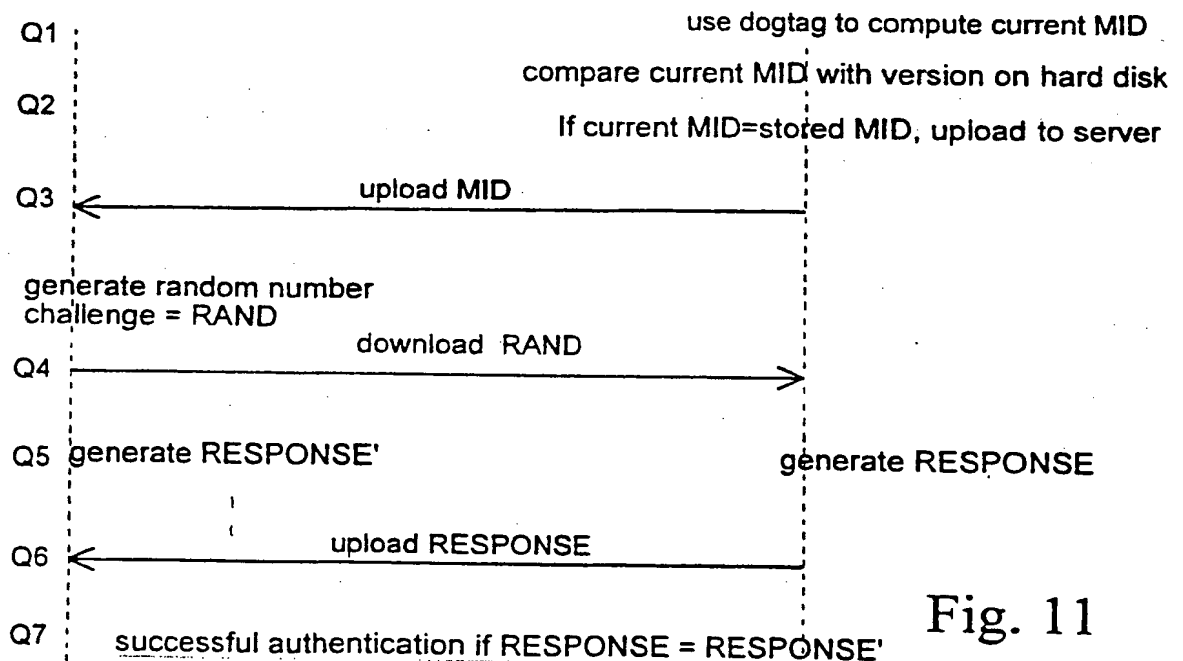 Q1
use dogtag to compute current MID
compare current MID with version on hard disk
Q2
If current MID=stored MID, upload to server
Q3
upload MID
generate random number
challenge = RAND
download RAND
Q4
Q5
generate RESPONSE'
generate RESPONSE
Q6
upload RESPONSE
Fig. 11
Q7
successful authentication if RESPONSE = RESPONSE'